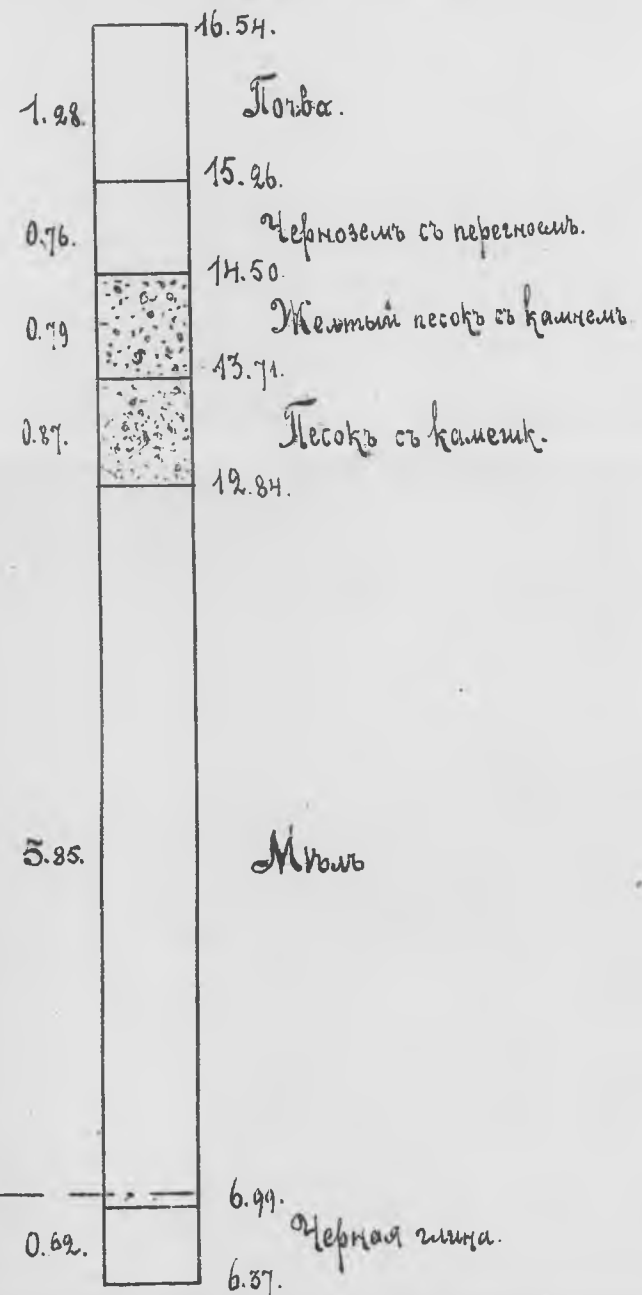 16.54.
1.28. Почва.
15.26.
0.76. Черноземъ съ перегноемъ.
14.50.
0.79 Желтый песокъ съ камнемъ
13.71.
0.87. Песокъ съ камешк.
12.84.
5.85. Мѣлъ
6.99.
0.62. Черная глина.
6.37.